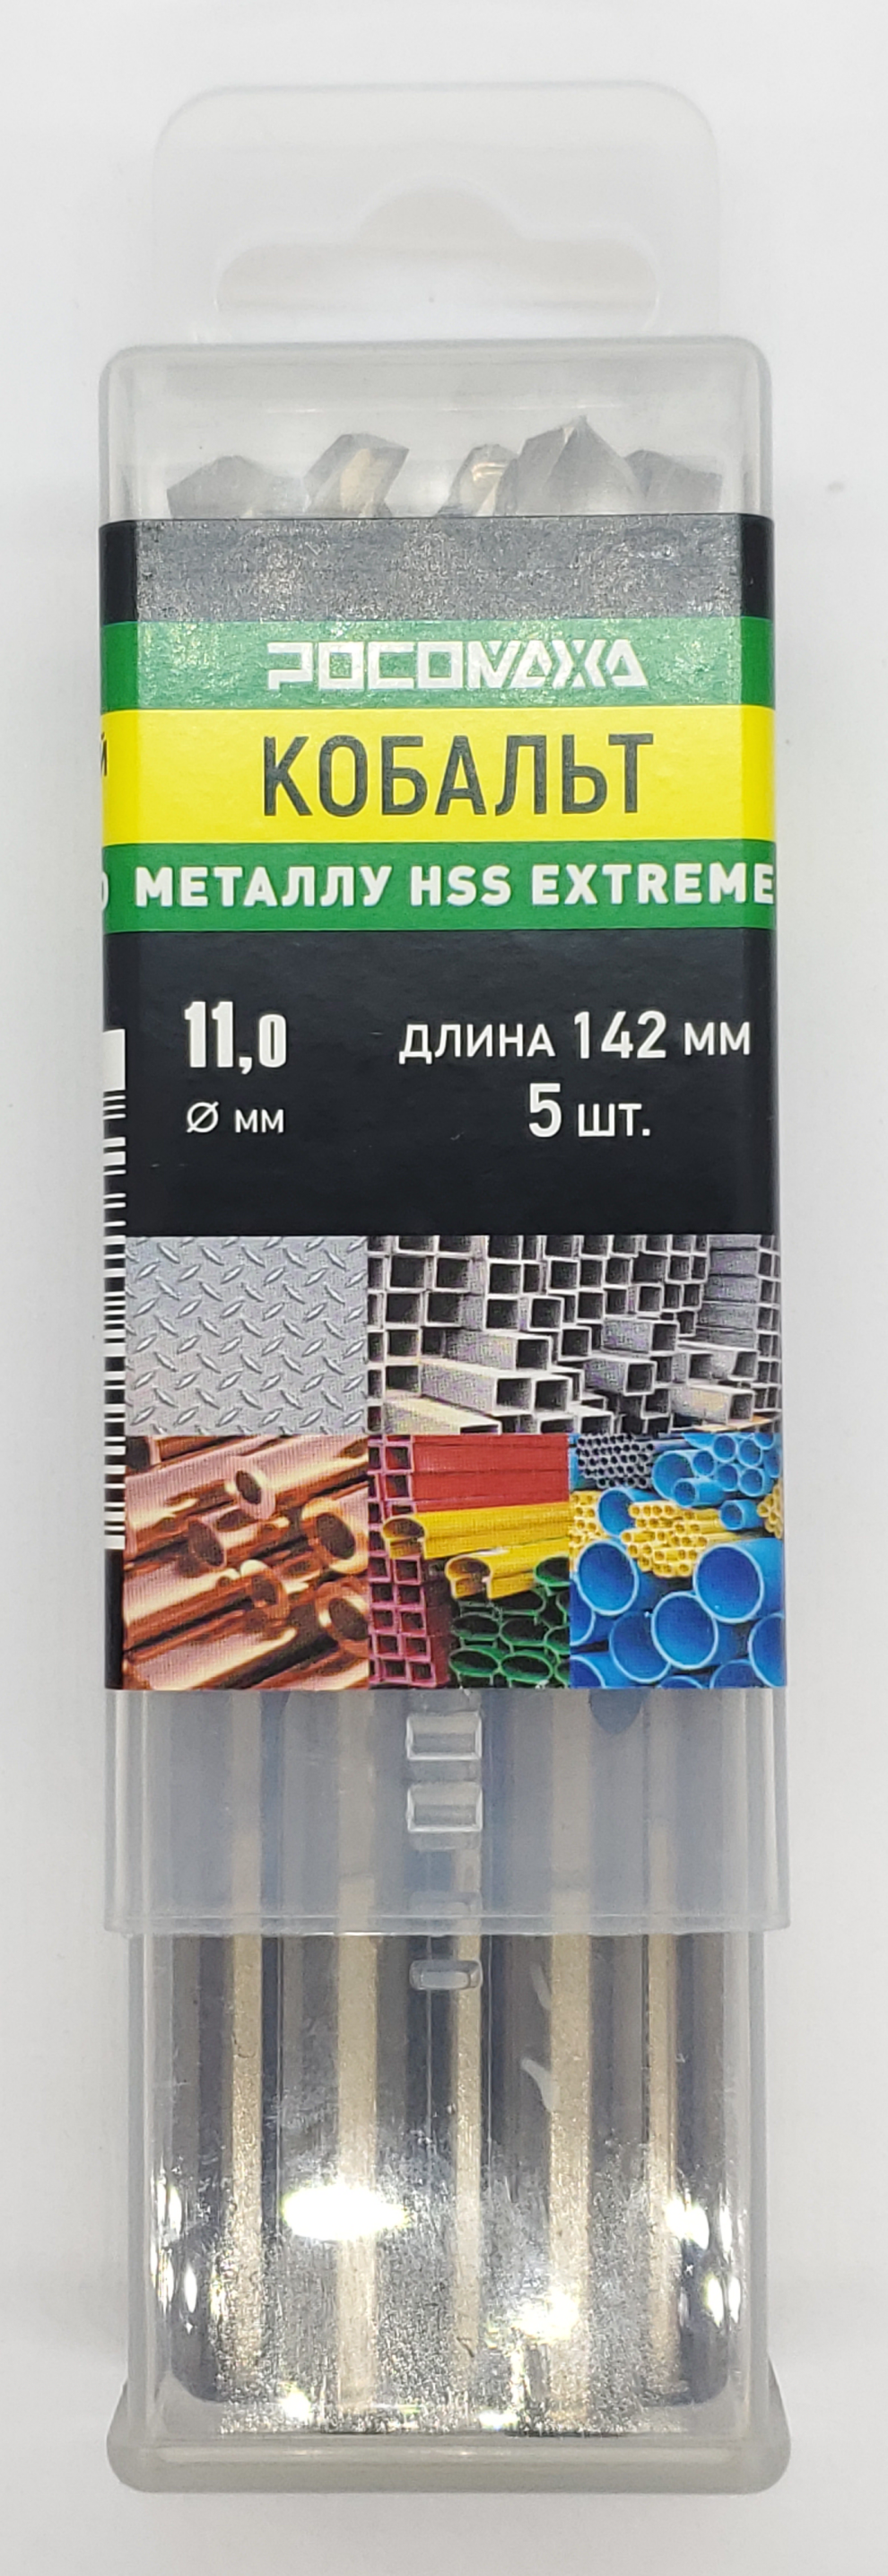 РОСОМАХА
КОБАЛЬТ
МЕТАЛЛУ HSS EXTREME
11,0
Ø мм
ДЛИНА 142 ММ
5 ШТ.